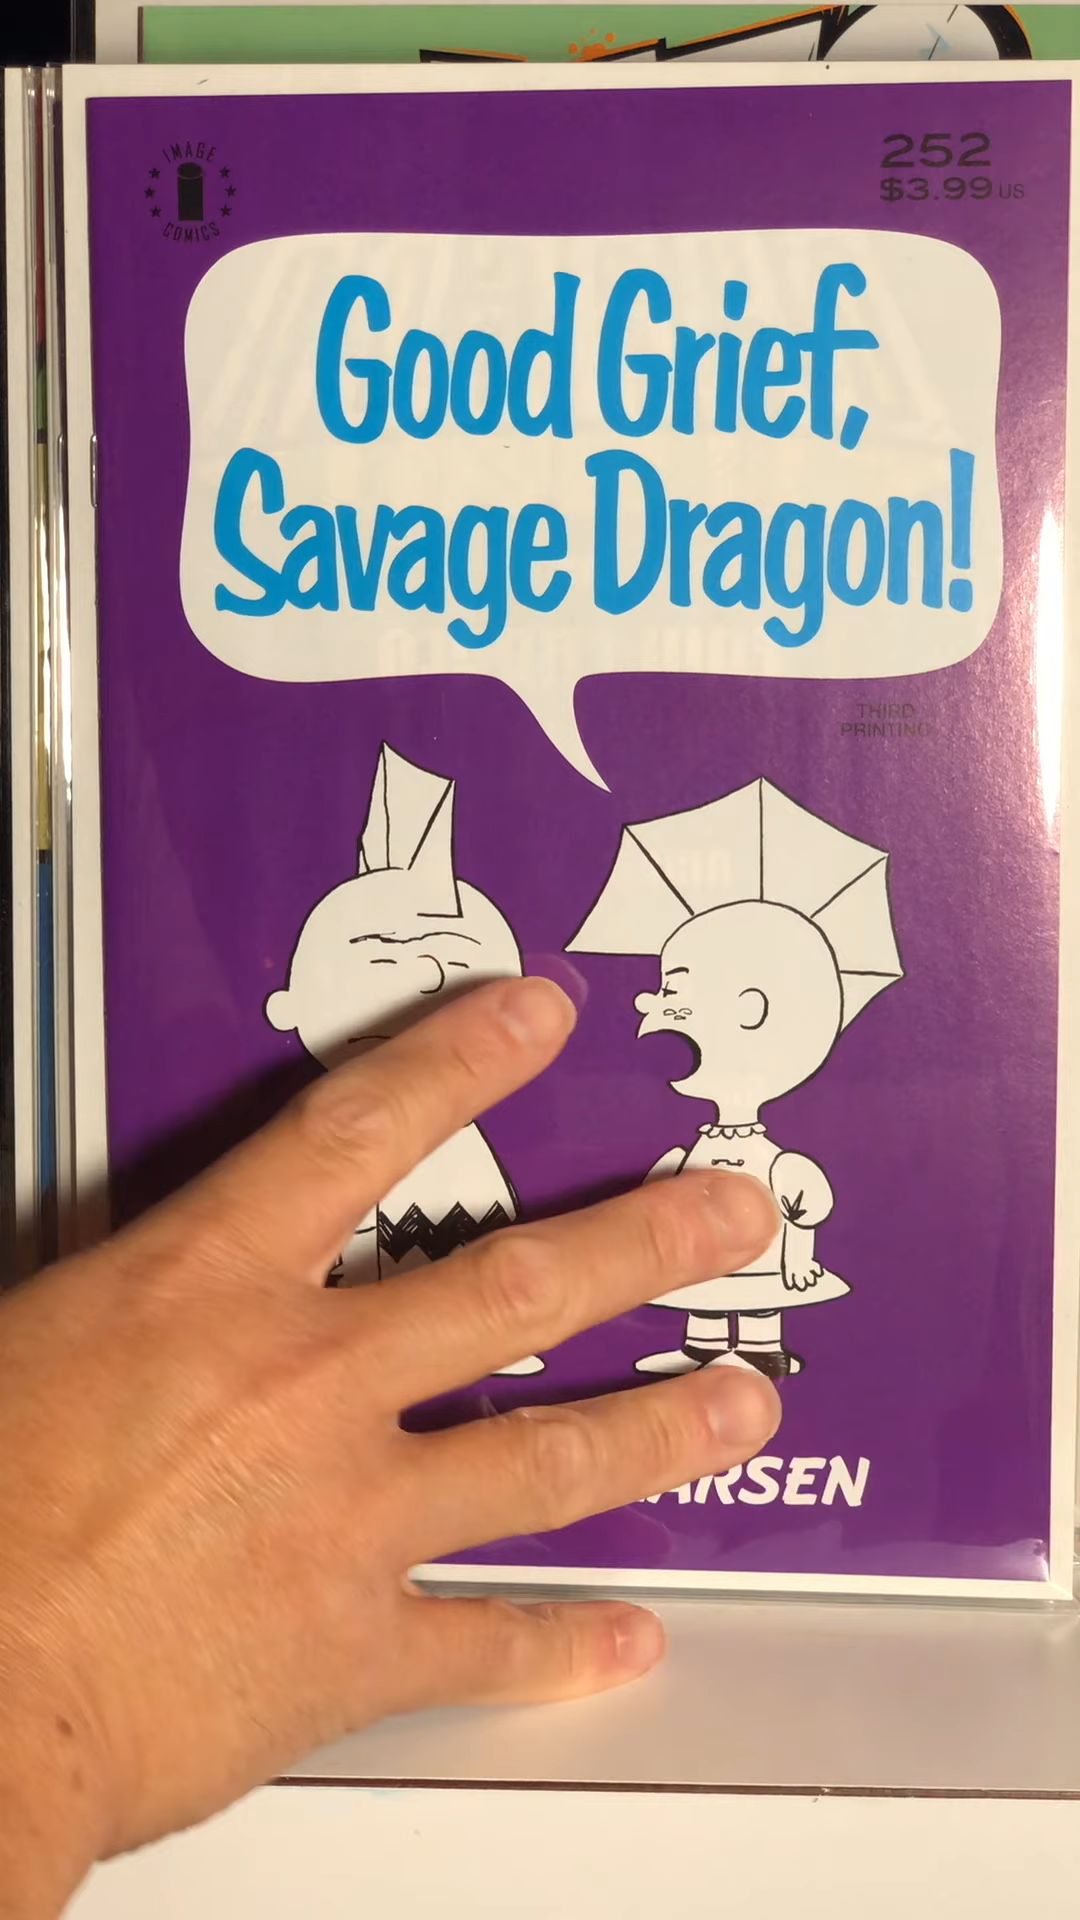 IMAGE
COMICS
252
$3.99 US
Good Grief,
Savage Dragon!
THIRD
PRINTING
ARSEN